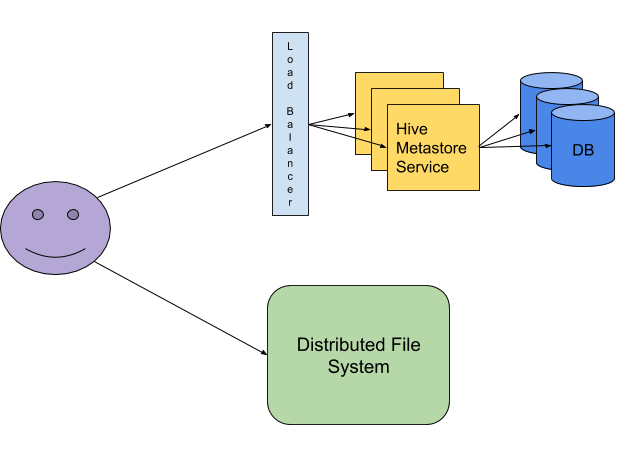 Load Balancer
Hive
Metastore
Service
DB
Distributed File
System